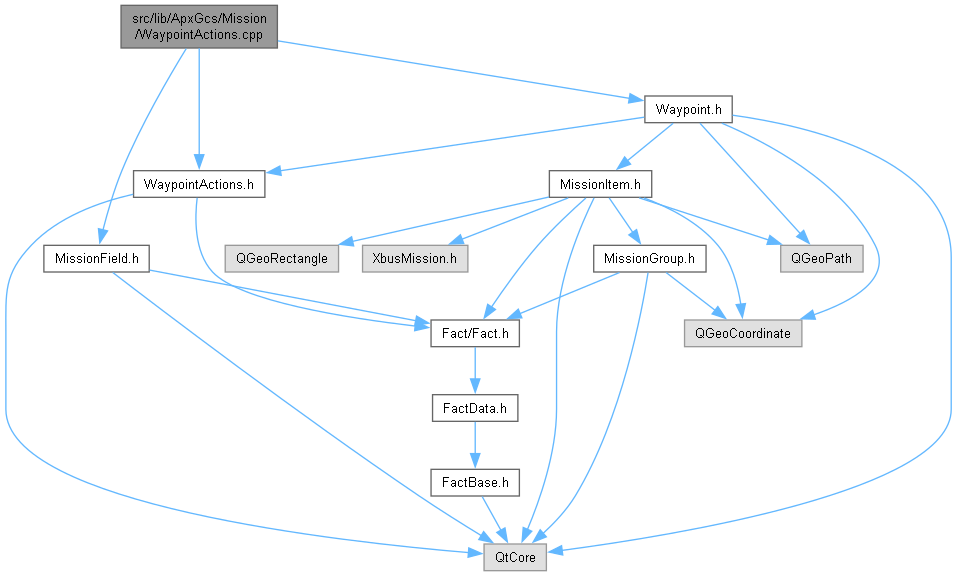 src/lib/ApxGcs/Mission
/WaypointActions.cpp
Waypoint.h
WaypointActions.h
MissionItem.h
MissionField.h
QGeoRectangle
XbusMission.h
MissionGroup.h
QGeoPath
Fact/Fact.h
QGeoCoordinate
FactData.h
FactBase.h
QtCore